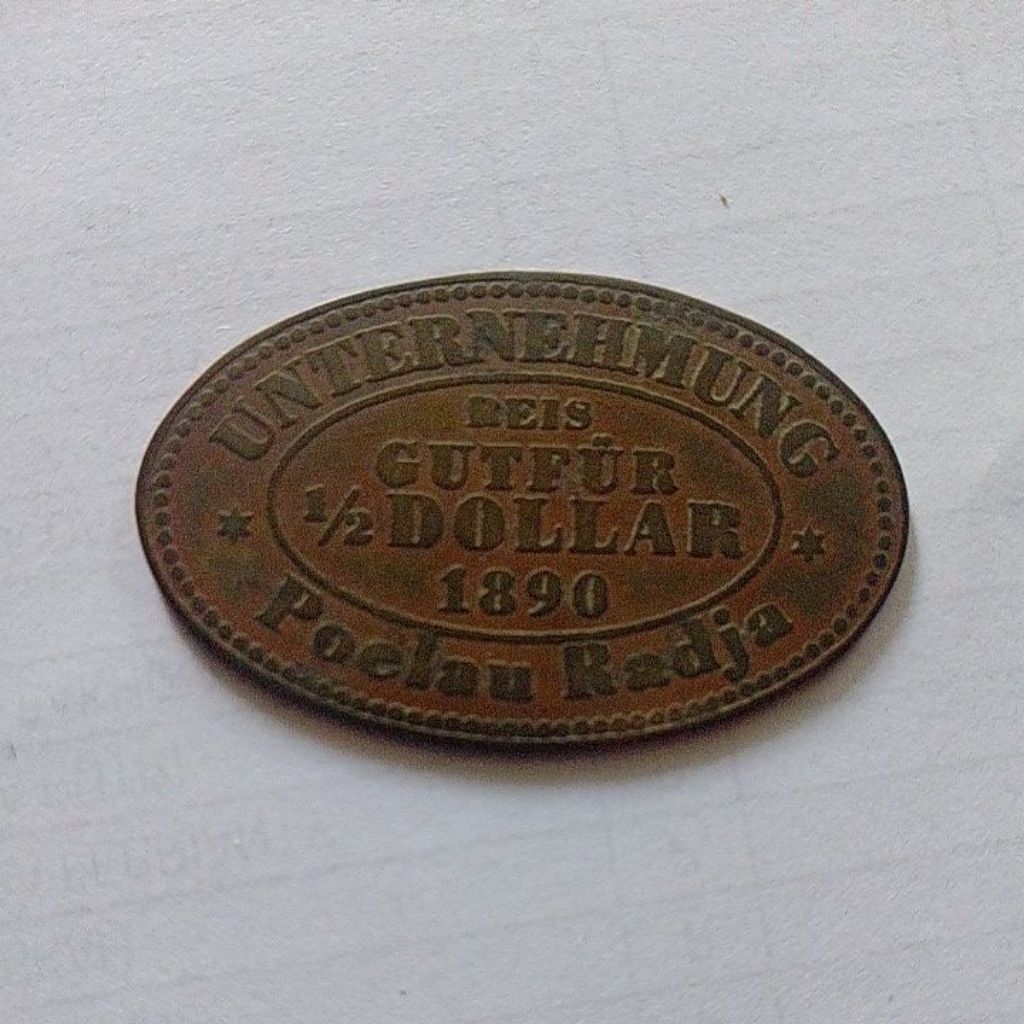 UNTERNEHMUNG
REIS
GUTFÜR
1/2 DOLLAR
1890
Poelau Radja